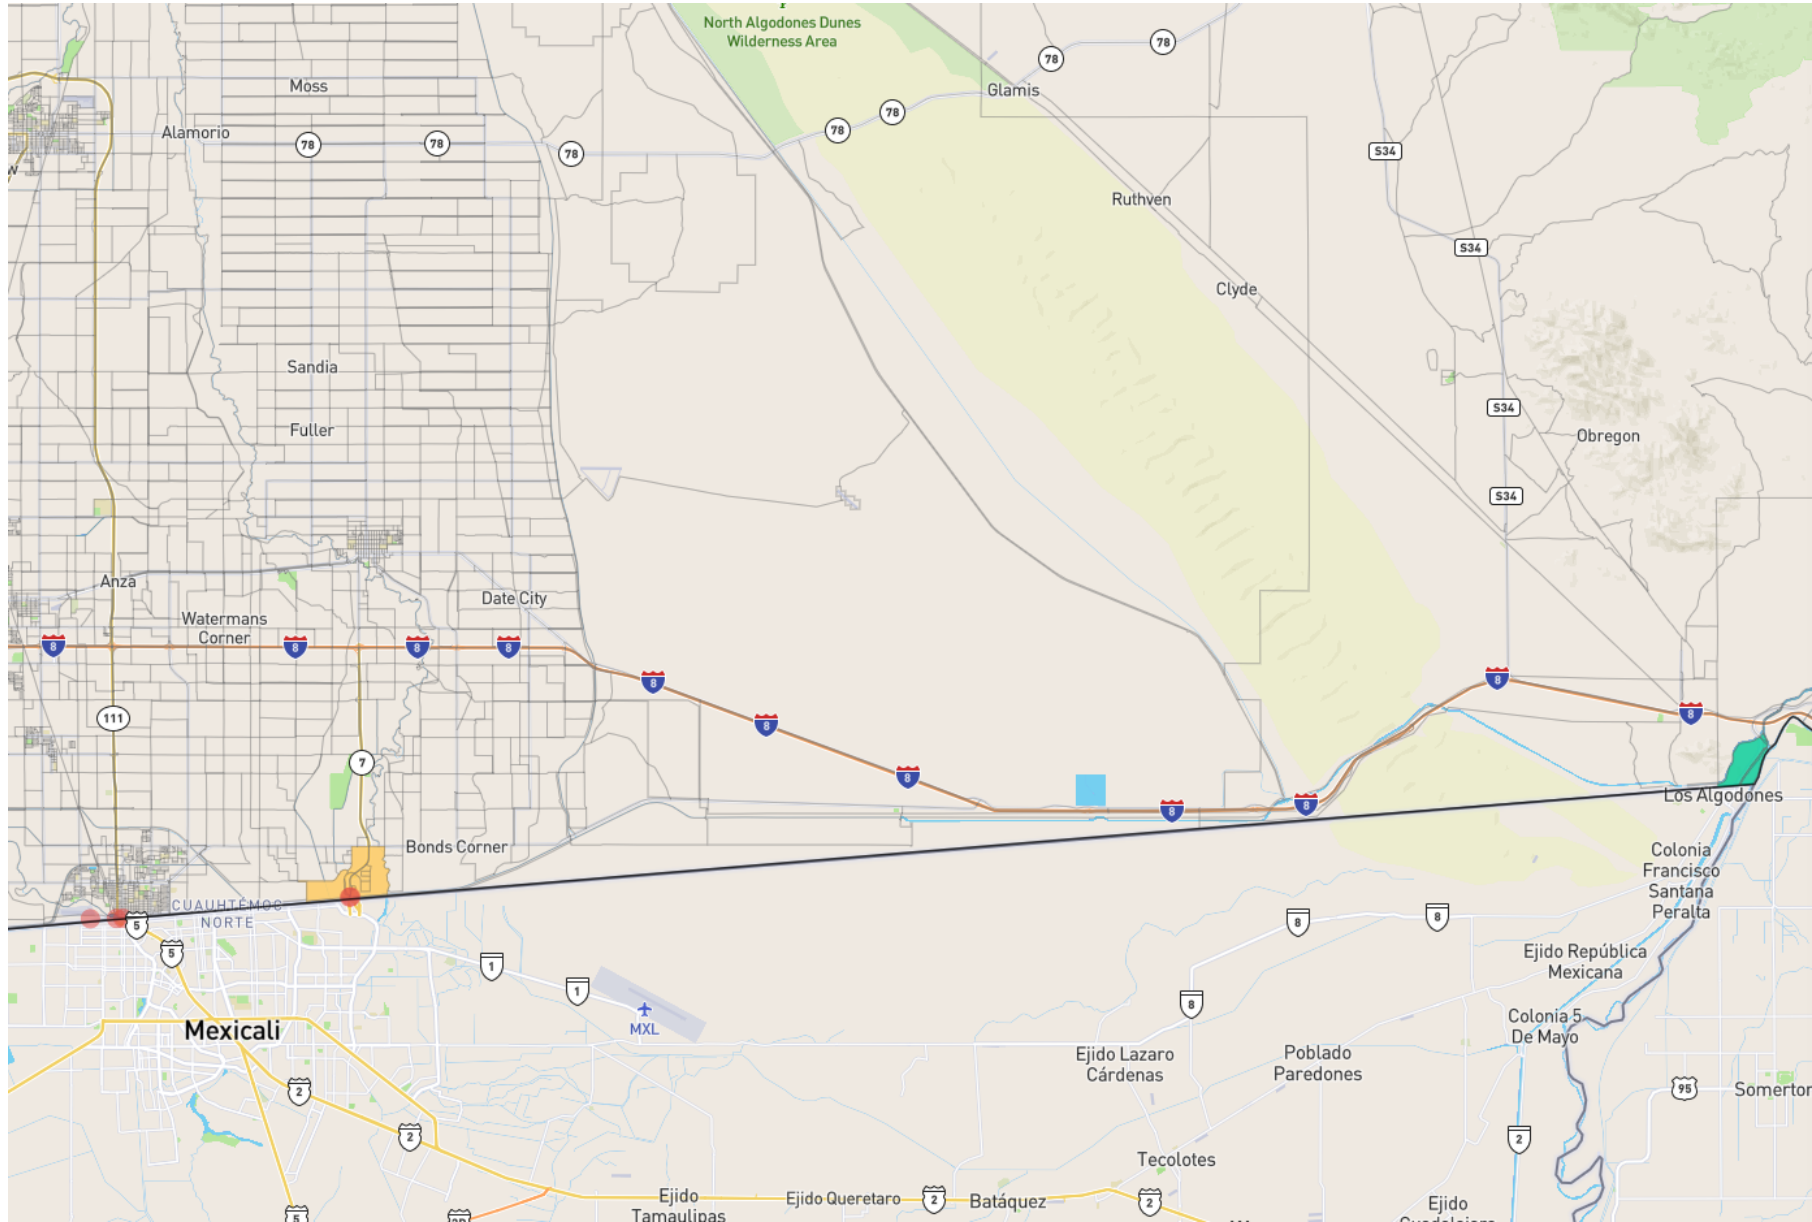 North Algodones Dunes
Wilderness Area
78
78
Glamis
Moss
78
78
Alamorio
78
78
78
S34
w
Ruthven
S34
Clyde
Sandia
S34
Fuller
Obregon
S34
Anza
Date City
Watermans
Corner
8
8
8
8
8
8
8
8
8
8
8
111
7
Los Algodones
Bonds Corner
Colonia
Francisco
Santana
Peralta
CUAUHTÉMOC
NORTE
5
5
8
8
1
1
8
Ejido República
Mexicana
MXL
Mexicali
Colonia 5
De Mayo
Ejido Lazaro
Cárdenas
Poblado
Paredones
2
95
Somerton
2
2
Tecolotes
Ejido
Tamaulipas
Ejido Queretaro
2
Batáquez
2
Ejido
5